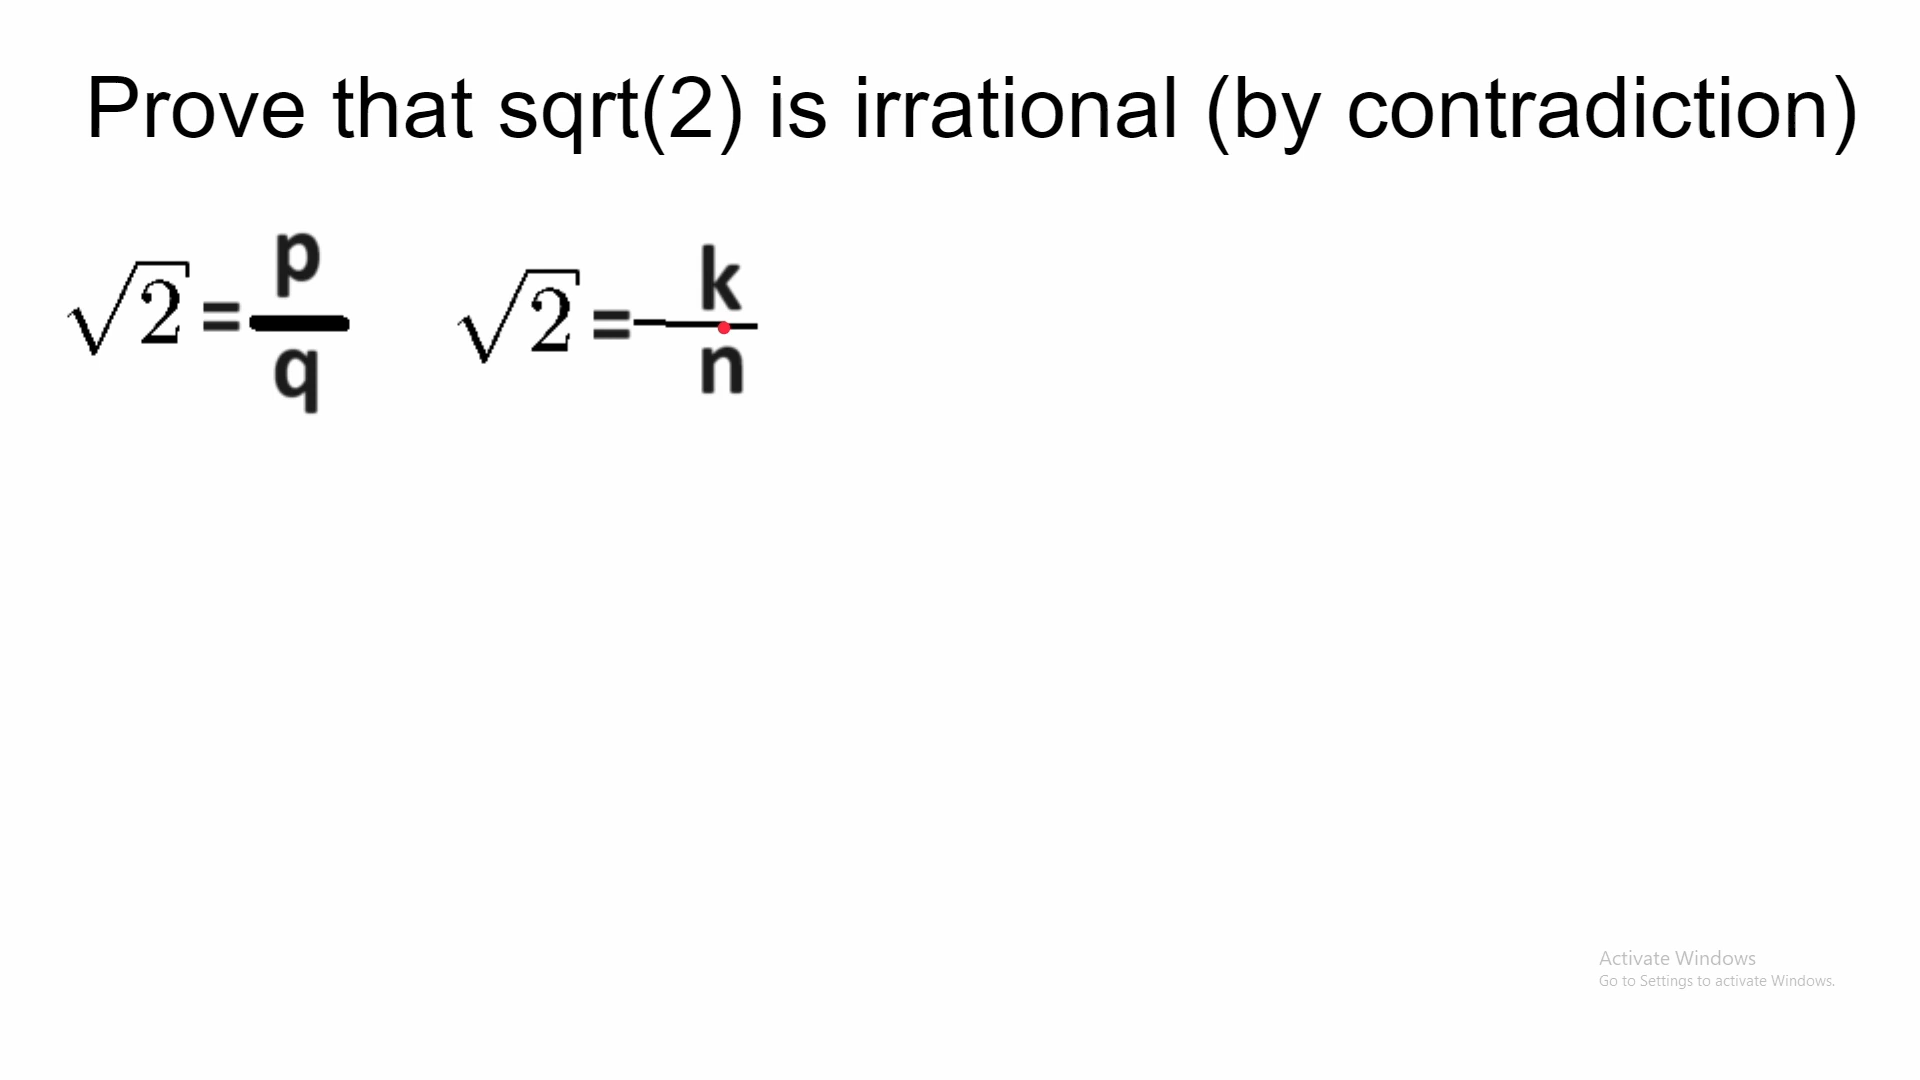 Prove that sqrt(2) is irrational (by contradiction)
√2 = p/q √2 = k/n
Activate Windows
Go to Settings to activate Windows.